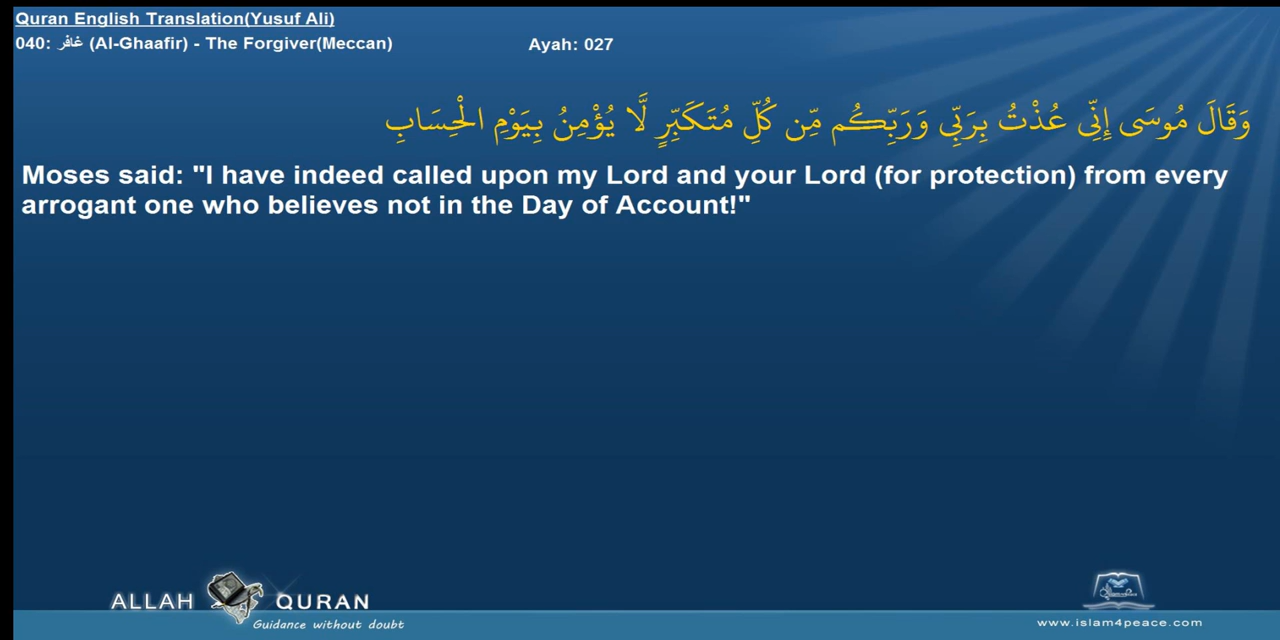 Quran English Translation(Yusuf Ali)
040: غافر (Al-Ghaafir) - The Forgiver(Meccan) Ayah: 027
وَقَالَ مُوسَى إِنِّي عُذْتُ بِرَبِّي وَرَبِّكُم مِّن كُلِّ مُتَكَبِّرٍ لَّا يُؤْمِنُ بِيَوْمِ الْحِسَابِ
Moses said: "I have indeed called upon my Lord and your Lord (for protection) from every
arrogant one who believes not in the Day of Account!"
ALLAH QURAN
Guidance without doubt
www.islam4peace.com